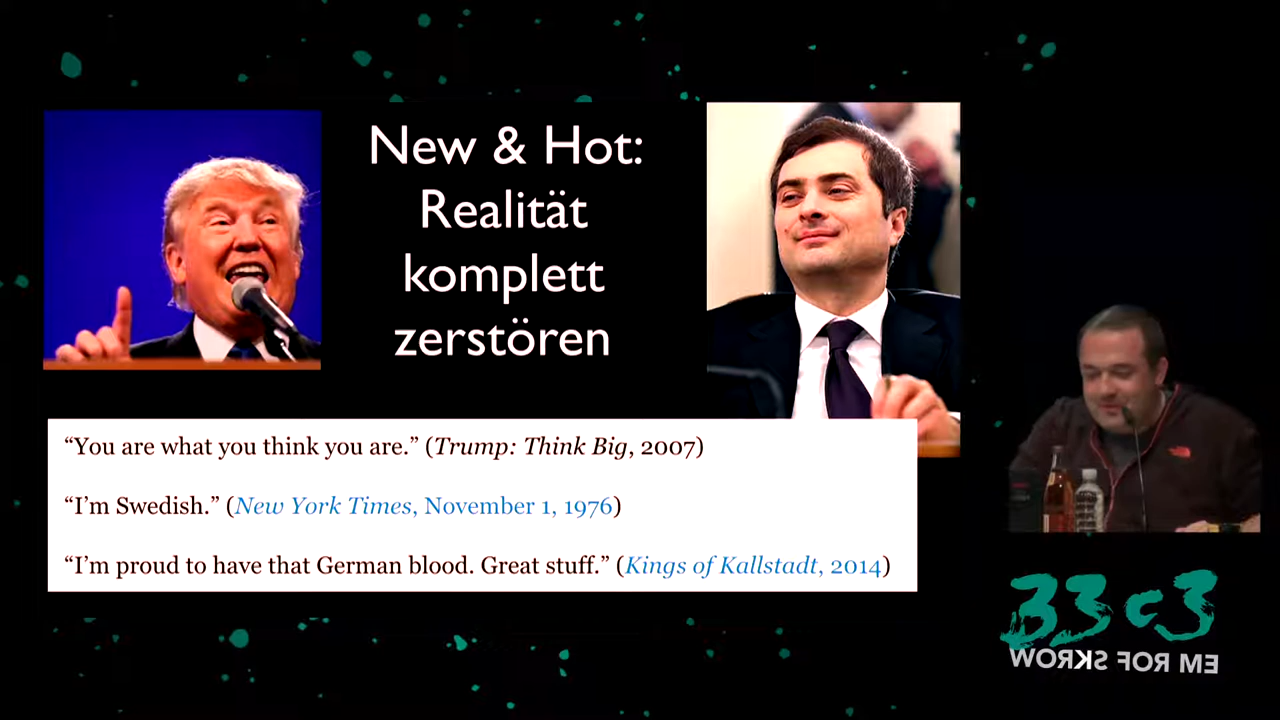 New & Hot:
Realität
komplett
zerstören
“You are what you think you are.” (Trump: Think Big, 2007)
“I’m Swedish.” (New York Times, November 1, 1976)
“I’m proud to have that German blood. Great stuff.” (Kings of Kallstadt, 2014)
33c3
WORKS FOR ME